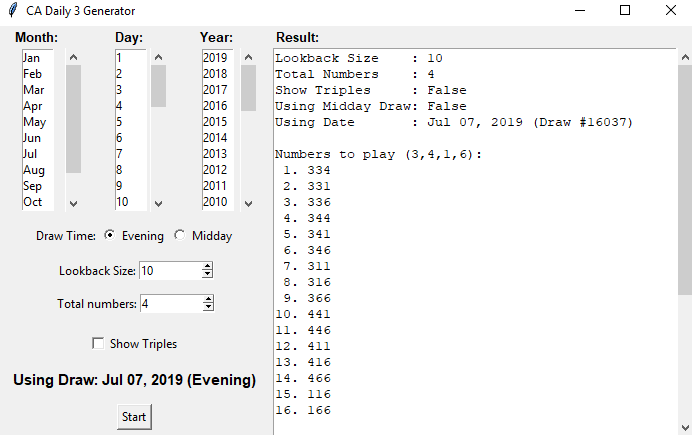 CA Daily 3 Generator
Month: Day: Year: Result:
Jan 1 2019
Feb 2 2018
Mar 3 2017
Apr 4 2016
May 5 2015
Jun 6 2014
Jul 7 2013
Aug 8 2012
Sep 9 2011
Oct 10 2010
Draw Time: Evening Midday
Lookback Size: 10
Total numbers: 4
Show Triples
Using Draw: Jul 07, 2019 (Evening)
Start
Lookback Size : 10
Total Numbers : 4
Show Triples : False
Using Midday Draw: False
Using Date : Jul 07, 2019 (Draw #16037)
Numbers to play (3,4,1,6):
1. 334
2. 331
3. 336
4. 344
5. 341
6. 346
7. 311
8. 316
9. 366
10. 441
11. 446
12. 411
13. 416
14. 466
15. 116
16. 166